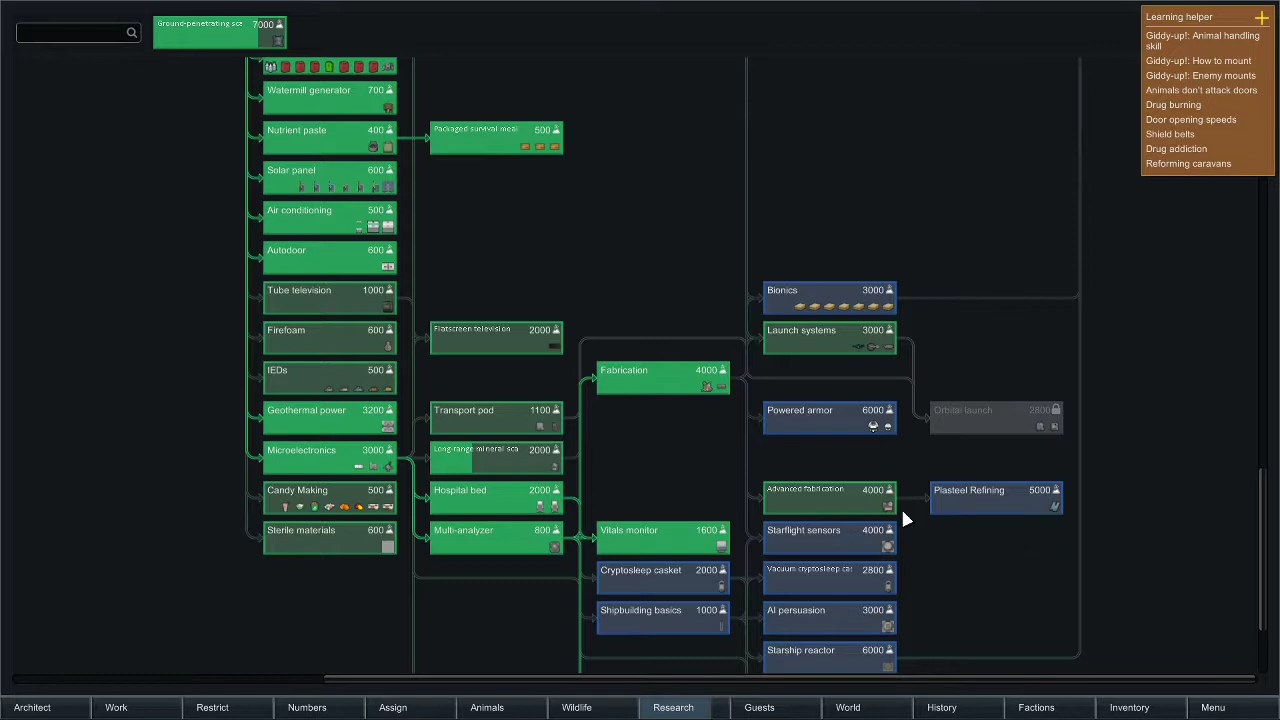 Ground-penetrating sca 7000
Learning helper
Giddy-up!: Animal handling
skill
Giddy-up!: How to mount
Giddy-up!: Enemy mounts
Animals don't attack doors
Drug burning
Door opening speeds
Shield belts
Drug addiction
Reforming caravans
Watermill generator 700
Nutrient paste 400
Packaged survival meal 500
Solar panel 600
Air conditioning 500
Autodoor 600
Tube television 1000
Bionics 3000
Firefoam 600
Flatscreen television 2000
Launch systems 3000
IEDs 500
Fabrication 4000
Geothermal power 3200
Transport pod 1100
Powered armor 6000
Orbital launch 2800
Microelectronics 3000
Long range mineral sca 2000
Candy Making 500
Hospital bed 2000
Advanced fabrication 4000
Plasteel Refining 5000
Sterile materials 600
Multi-analyzer 800
Vitals monitor 1600
Starflight sensors 4000
Cryptosleep casket 2000
Vacuum cryptosleep cas 2800
Shipbuilding basics 1000
AI persuasion 3000
Starship reactor 6000
Architect
Work
Restrict
Numbers
Assign
Animals
Wildlife
Research
Guests
World
History
Factions
Inventory
Menu